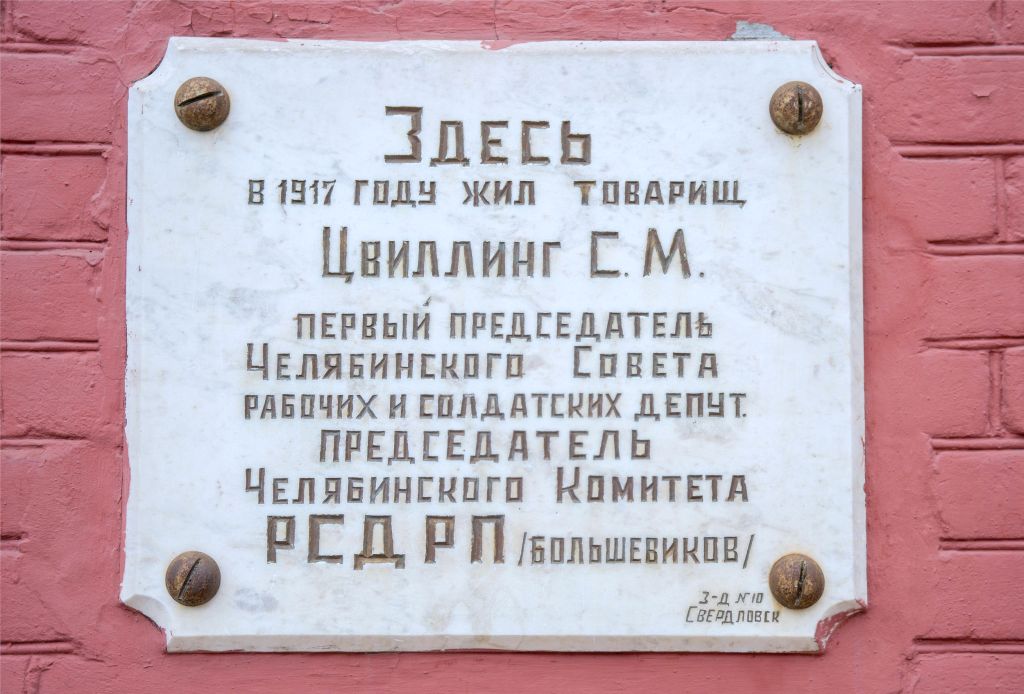 Здесь
в 1917 году жил товарищ
Цвиллинг С. М.
первый председатель
Челябинского Совета
рабочих и солдатских депут.
председатель
Челябинского Комитета
РСДРП /большевиков/
З-д №10
Свердловск